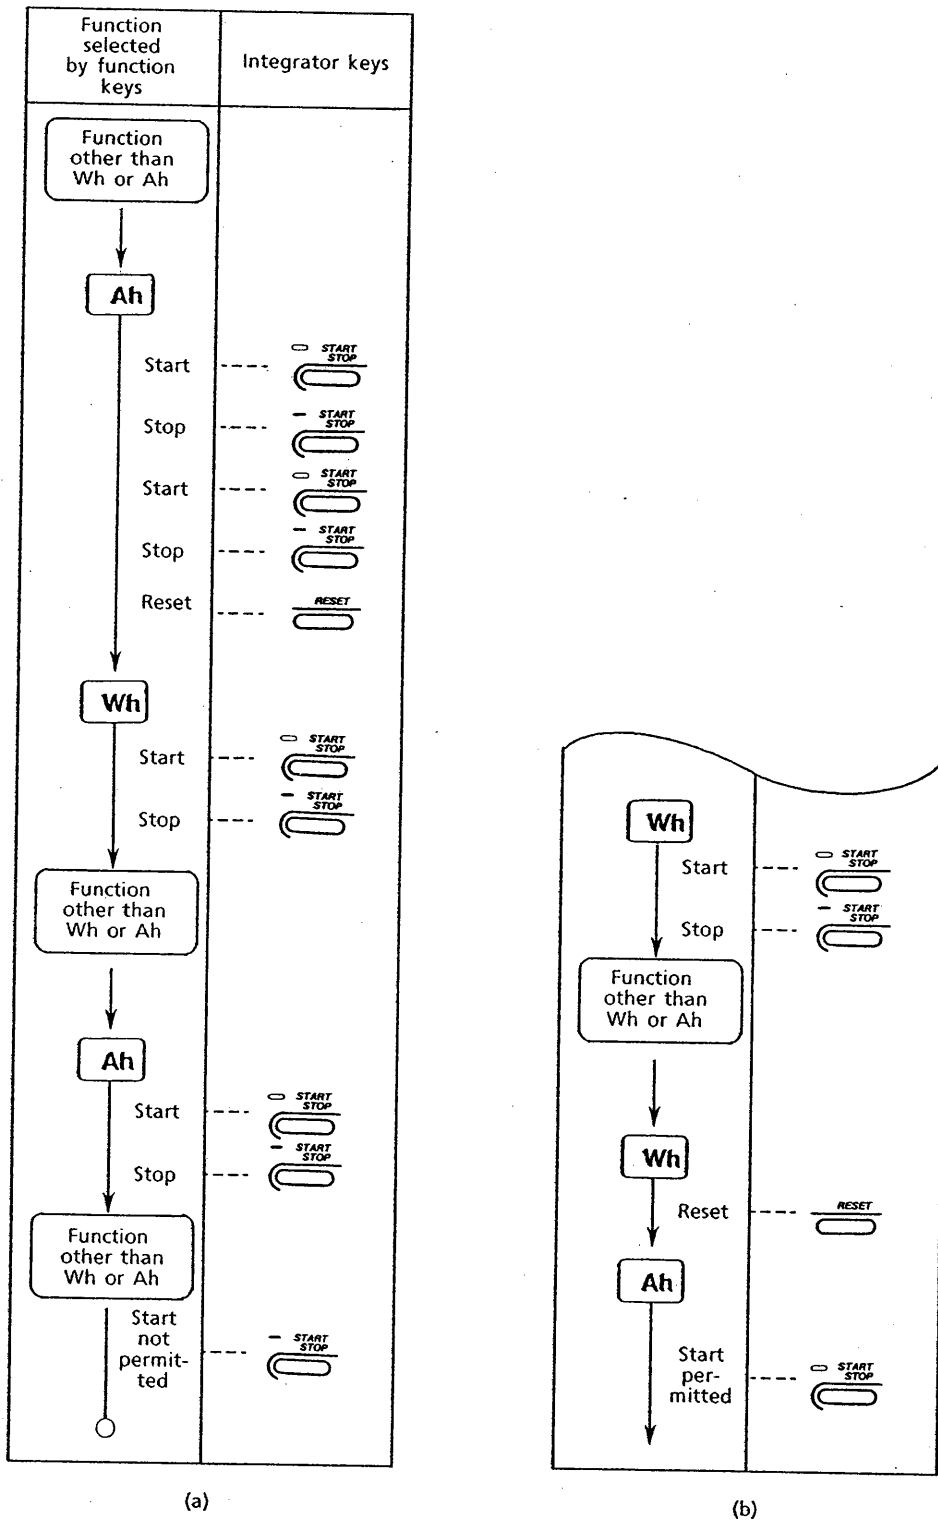 Function
selected
by function
keys
Integrator keys
Function
other than
Wh or Ah
Ah
Start
START
STOP
Stop
START
STOP
Start
START
STOP
Stop
START
STOP
Reset
RESET
Wh
Start
START
STOP
Stop
START
STOP
Function
other than
Wh or Ah
Ah
Start
START
STOP
Stop
START
STOP
Function
other than
Wh or Ah
Start
not
permit-
ted
START
STOP
(a)
Wh
Start
START
STOP
Stop
START
STOP
Function
other than
Wh or Ah
Wh
Reset
RESET
Ah
Start
per-
mitted
START
STOP
(b)